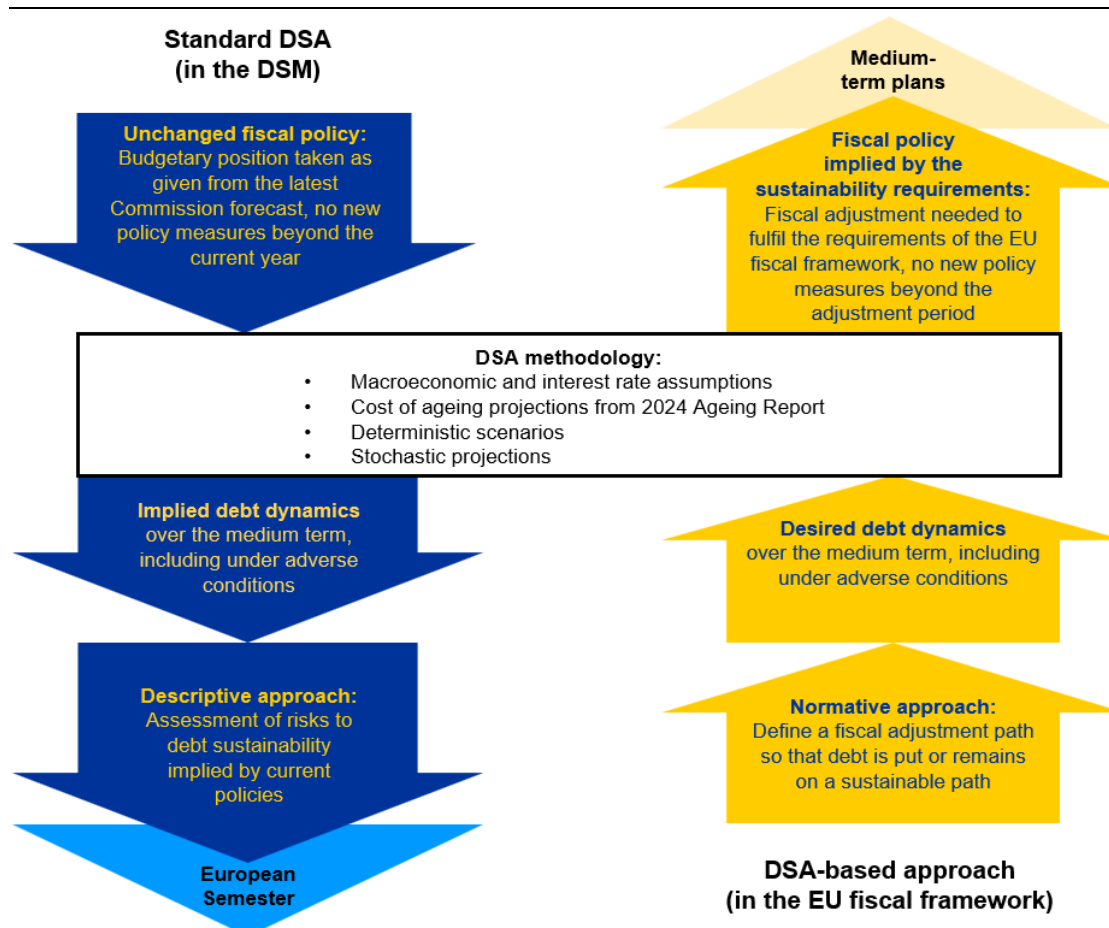 Standard DSA
(in the DSM)
Unchanged fiscal policy:
Budgetary position taken as
given from the latest
Commission forecast, no new
policy measures beyond the
current year
Medium-
term plans
Fiscal policy
implied by the
sustainability requirements:
Fiscal adjustment needed to
fulfil the requirements of the EU
fiscal framework, no new policy
measures beyond the
adjustment period
DSA methodology:
• Macroeconomic and interest rate assumptions
• Cost of ageing projections from 2024 Ageing Report
• Deterministic scenarios
• Stochastic projections
Implied debt dynamics
over the medium term,
including under adverse
conditions
Desired debt dynamics
over the medium term, including
under adverse conditions
Descriptive approach:
Assessment of risks to
debt sustainability
implied by current
policies
Normative approach:
Define a fiscal adjustment path
so that debt is put or remains
on a sustainable path
European
Semester
DSA-based approach
(in the EU fiscal framework)